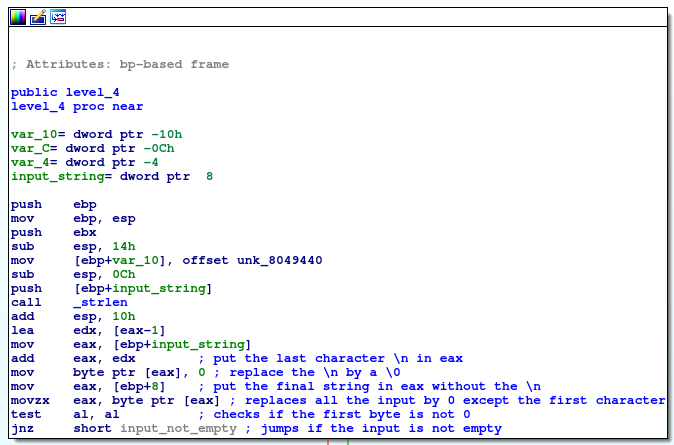 ; Attributes: bp-based frame
public level_4
level_4 proc near
var_10= dword ptr -10h
var_C= dword ptr -0Ch
var_4= dword ptr -4
input_string= dword ptr  8
push    ebp
mov     ebp, esp
push    ebx
sub     esp, 14h
mov     [ebp+var_10], offset unk_8049440
sub     esp, 0Ch
push    [ebp+input_string]
call    _strlen
add     esp, 10h
lea     edx, [eax-1]
mov     eax, [ebp+input_string]
add     eax, edx        ; put the last character \n in eax
mov     byte ptr [eax], 0 ; replace the \n by a \0
mov     eax, [ebp+8]    ; put the final string in eax without the \n
movzx   eax, byte ptr [eax] ; replaces all the input by 0 except the first character
test    al, al          ; checks if the first byte is not 0
jnz     short input_not_empty ; jumps if the input is not empty